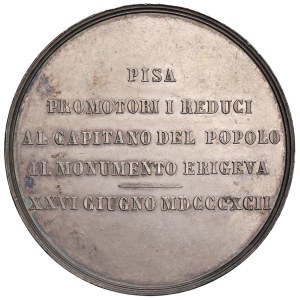 PISA
PROMOTORI I REDUCI
AL CAPITANO DEL POPOLO
IL MONUMENTO ERIGEVA
XXVI GIUGNO MDCCCXCII